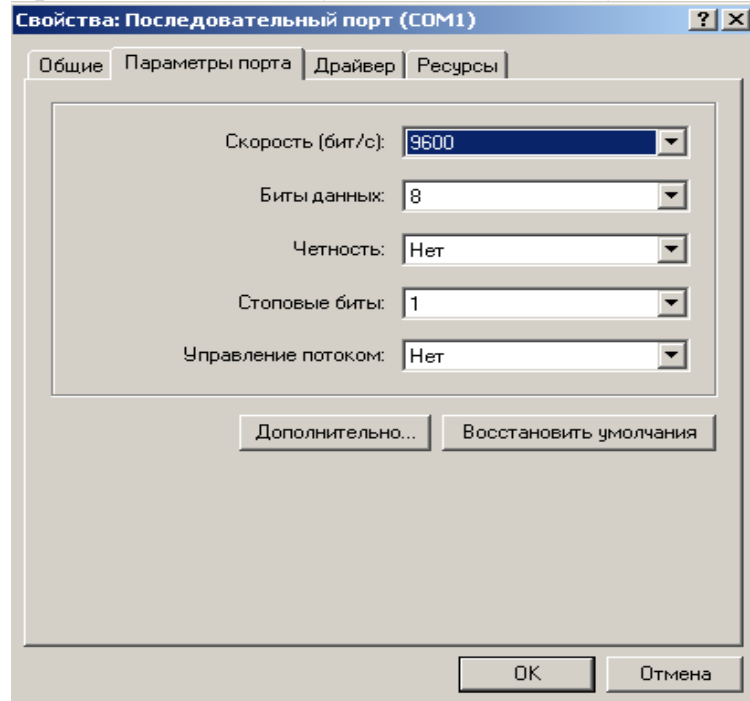 Свойства: Последовательный порт (COM1)
Общие Параметры порта Драйвер Ресурсы
Скорость (бит/с): 9600
Биты данных: 8
Четность: Нет
Стоповые биты: 1
Управление потоком: Нет
Дополнительно... Восстановить умолчания
OK Отмена